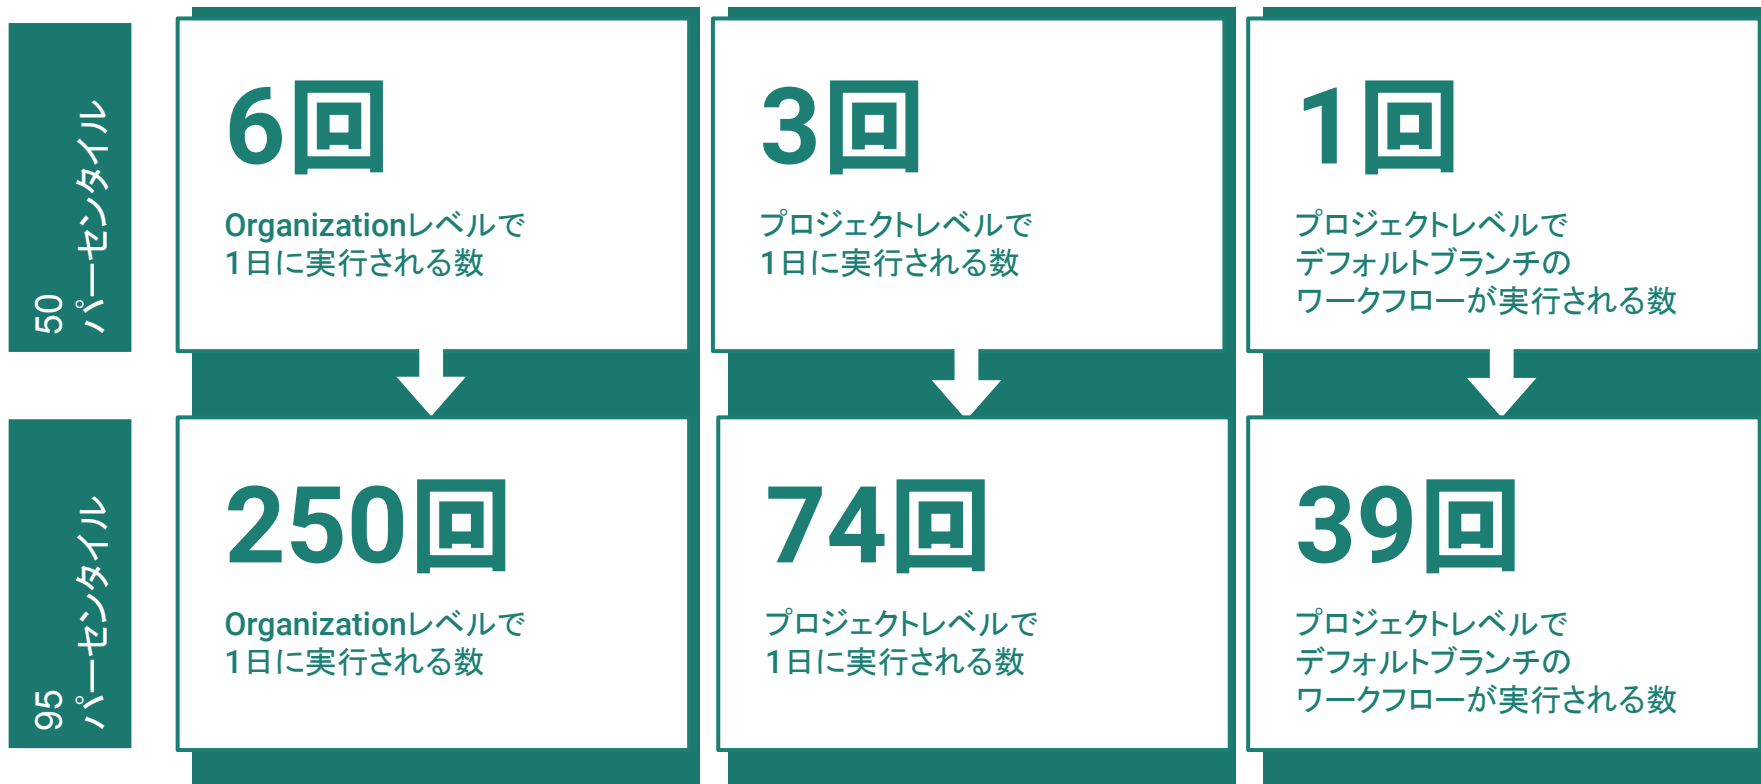 50
パーセンタイル
6回
Organizationレベルで
1日に実行される数
3回
プロジェクトレベルで
1日に実行される数
1回
プロジェクトレベルで
デフォルトブランチの
ワークフローが実行される数
95
パーセンタイル
250回
Organizationレベルで
1日に実行される数
74回
プロジェクトレベルで
1日に実行される数
39回
プロジェクトレベルで
デフォルトブランチの
ワークフローが実行される数